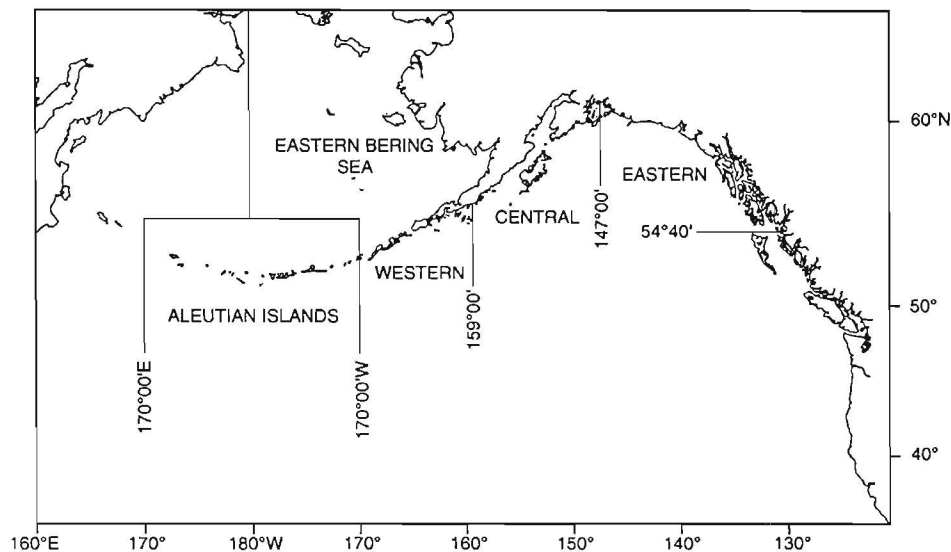 60°N
EASTERN BERING
SEA
EASTERN
CENTRAL
147°00'
54°40'
WESTERN
159°00'
50°
ALEUTIAN ISLANDS
170°00'E
170°00'W
40°
160°E 170° 180°W 170° 160° 150° 140° 130°